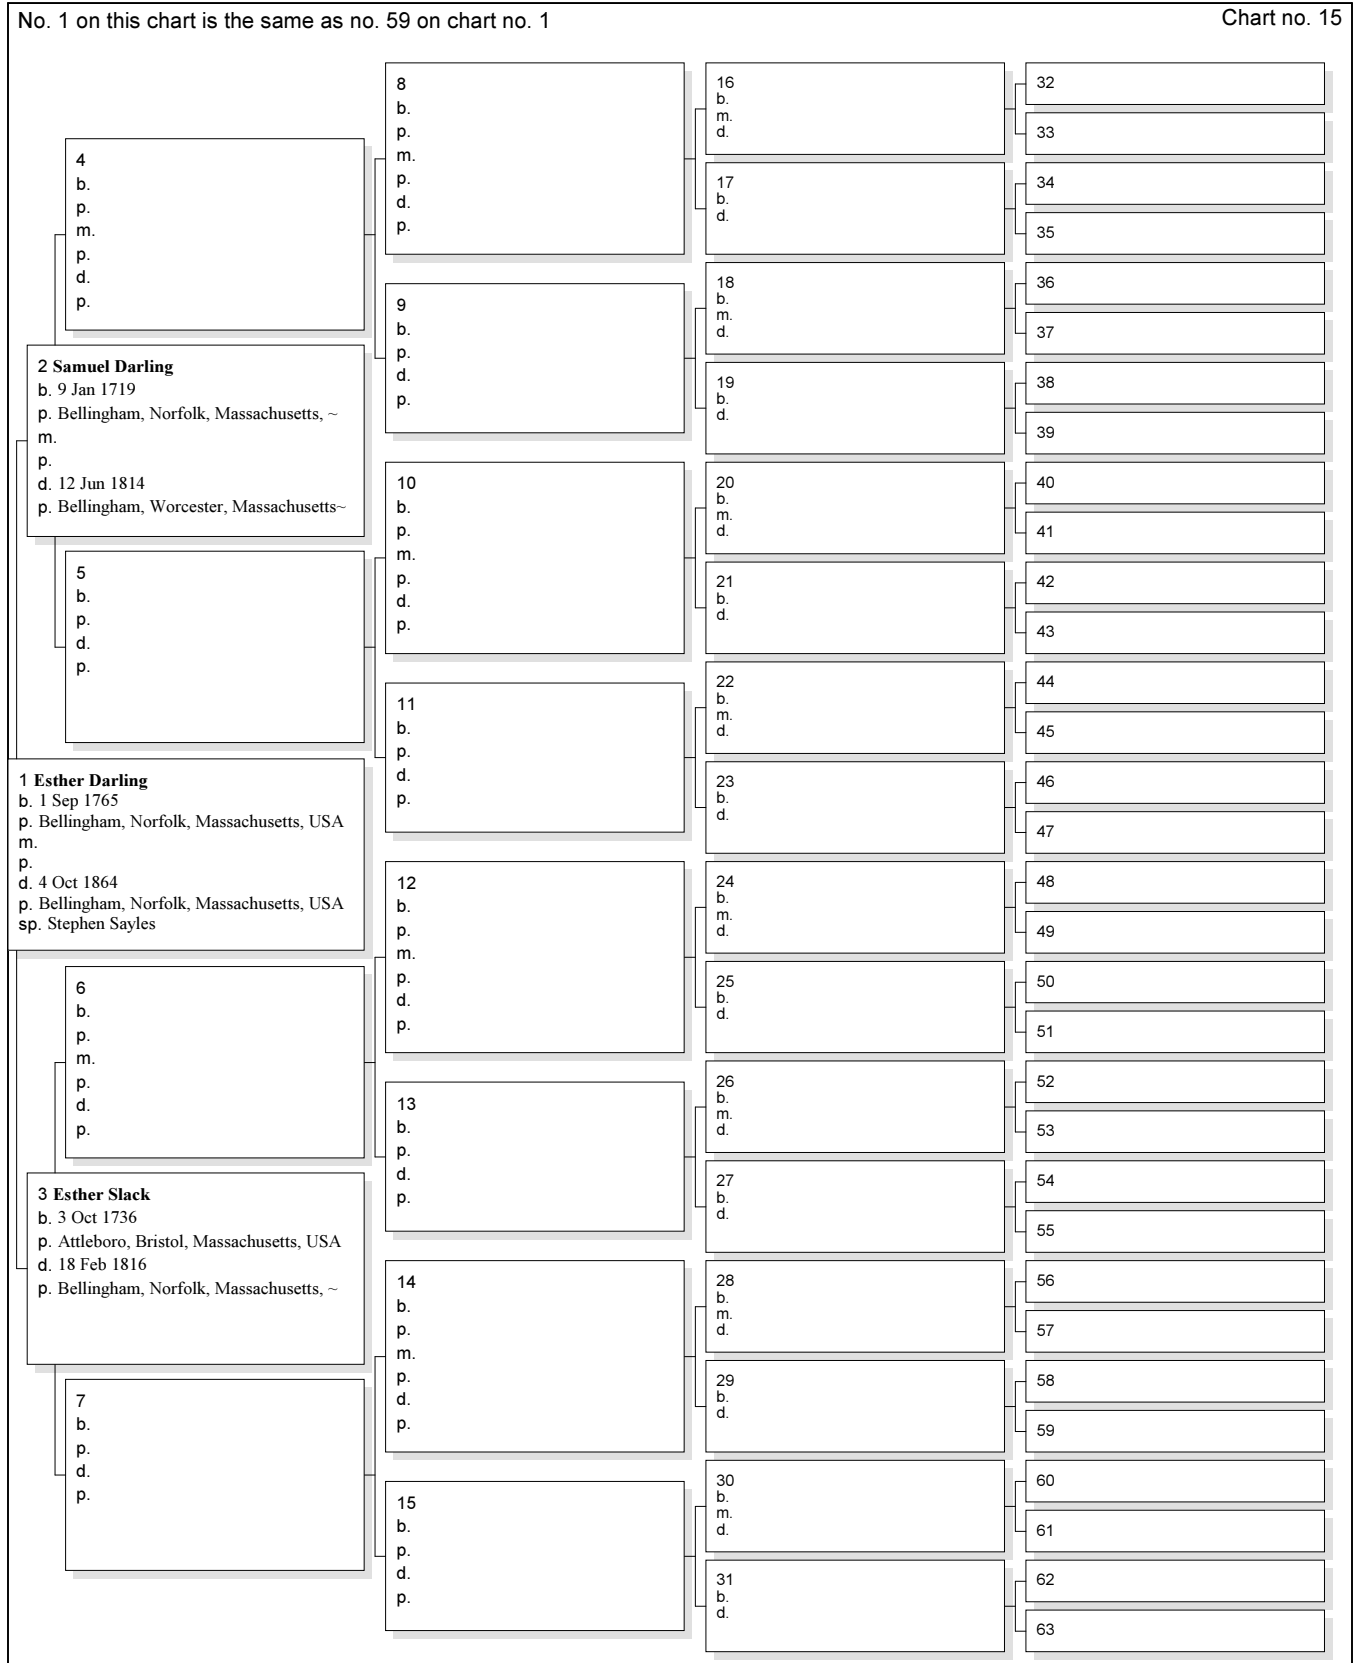 No. 1 on this chart is the same as no. 59 on chart no. 1
Chart no. 15
1 Esther Darling
b. 1 Sep 1765
p. Bellingham, Norfolk, Massachusetts, USA
m.
p.
d. 4 Oct 1864
p. Bellingham, Norfolk, Massachusetts, USA
sp. Stephen Sayles
2 Samuel Darling
b. 9 Jan 1719
p. Bellingham, Norfolk, Massachusetts, ~
m.
p.
d. 12 Jun 1814
p. Bellingham, Worcester, Massachusetts~
3 Esther Slack
b. 3 Oct 1736
p. Attleboro, Bristol, Massachusetts, USA
d. 18 Feb 1816
p. Bellingham, Norfolk, Massachusetts, ~
4
b.
p.
m.
p.
d.
p.
5
b.
p.
d.
p.
6
b.
p.
m.
p.
d.
p.
7
b.
p.
d.
p.
8
b.
p.
m.
p.
d.
p.
9
b.
p.
d.
p.
10
b.
p.
m.
p.
d.
p.
11
b.
p.
d.
p.
12
b.
p.
m.
p.
d.
p.
13
b.
p.
d.
p.
14
b.
p.
m.
p.
d.
p.
15
b.
p.
d.
p.
16
b.
m.
d.
17
b.
d.
18
b.
m.
d.
19
b.
d.
20
b.
m.
d.
21
b.
d.
22
b.
m.
d.
23
b.
d.
24
b.
m.
d.
25
b.
d.
26
b.
m.
d.
27
b.
d.
28
b.
m.
d.
29
b.
d.
30
b.
m.
d.
31
b.
d.
32
33
34
35
36
37
38
39
40
41
42
43
44
45
46
47
48
49
50
51
52
53
54
55
56
57
58
59
60
61
62
63